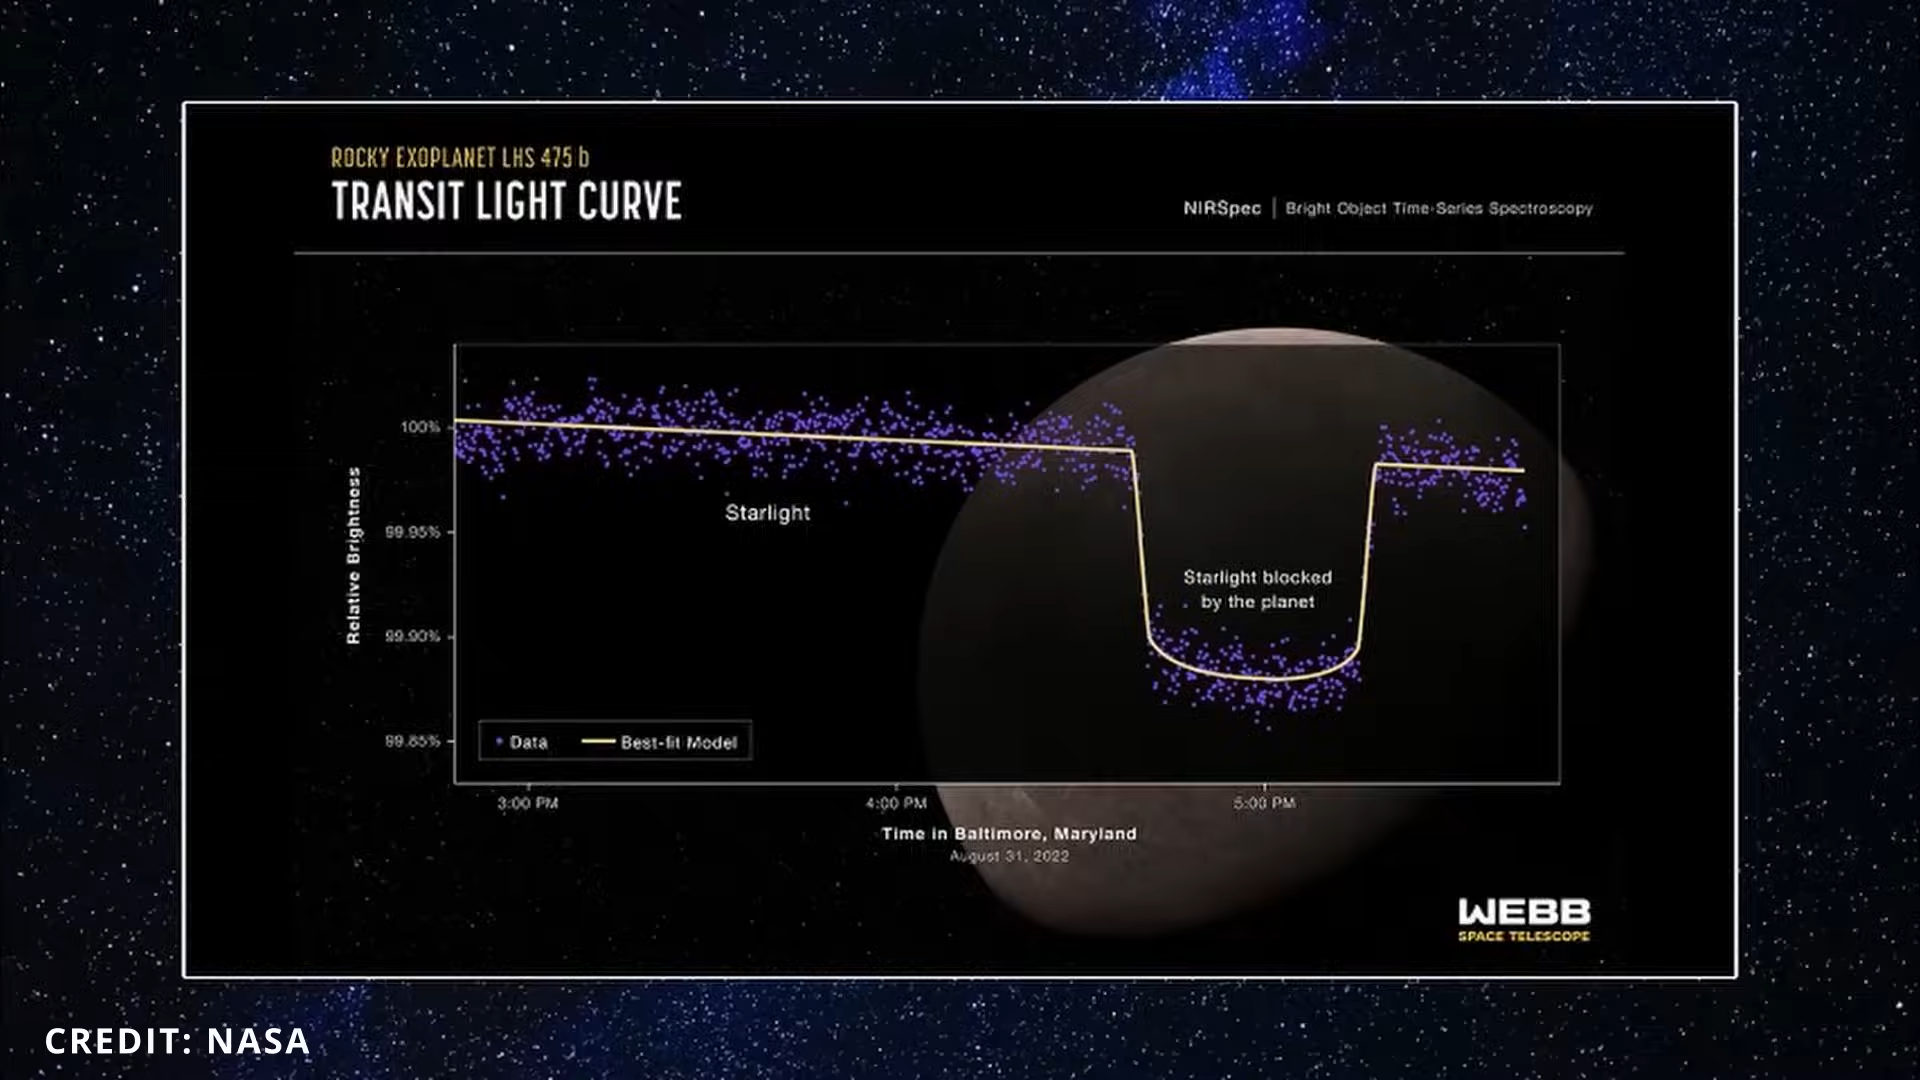 ROCKY EXOPLANET LHS 475 b
TRANSIT LIGHT CURVE
NIRSpec | Bright Object Time-Series Spectroscopy
Relative Brightness
100%
99.95%
99.90%
99.85%
Starlight
Starlight blocked
by the planet
Data
Best-fit Model
3:00 PM
4:00 PM
5:00 PM
Time in Baltimore, Maryland
August 31, 2022
WEBB
SPACE TELESCOPE
CREDIT: NASA